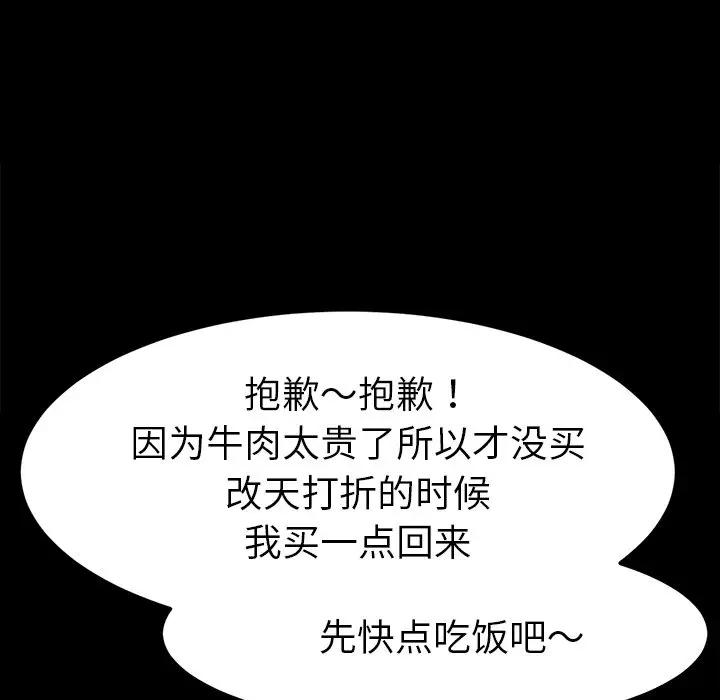 抱歉～抱歉！
因为牛肉太贵了所以才没买
改天打折的时候
我买一点回来
先快点吃饭吧～